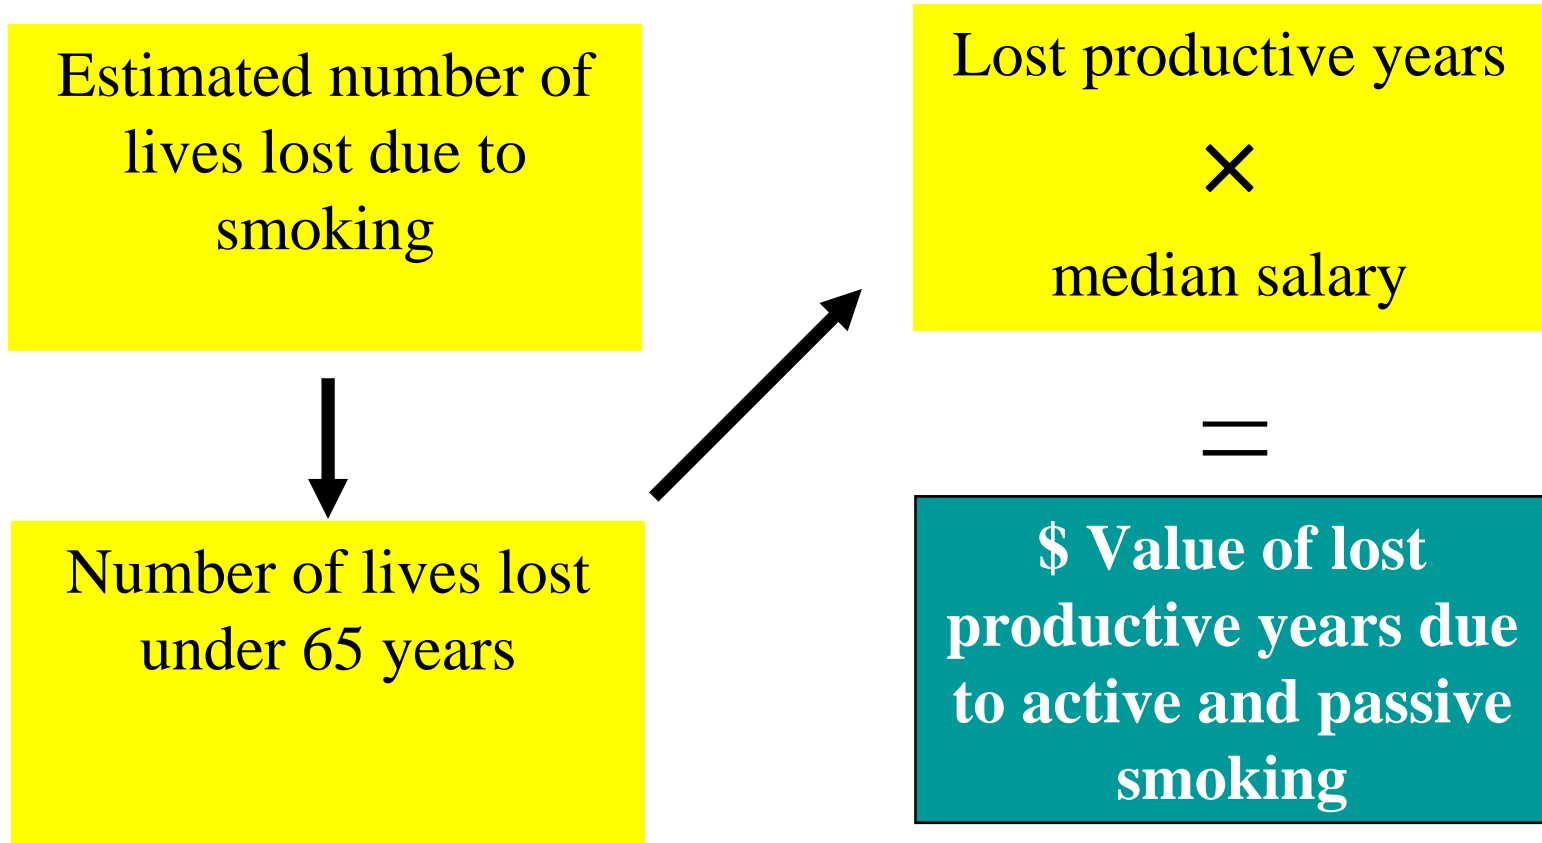 Estimated number of
lives lost due to
smoking
Number of lives lost
under 65 years
Lost productive years
×
median salary
=
$ Value of lost
productive years due
to active and passive
smoking